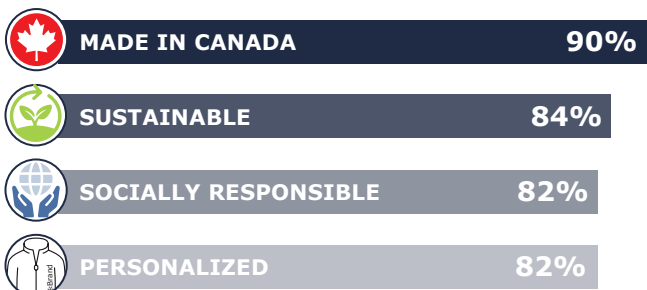 MADE IN CANADA 90%
SUSTAINABLE 84%
SOCIALLY RESPONSIBLE 82%
PERSONALIZED 82%